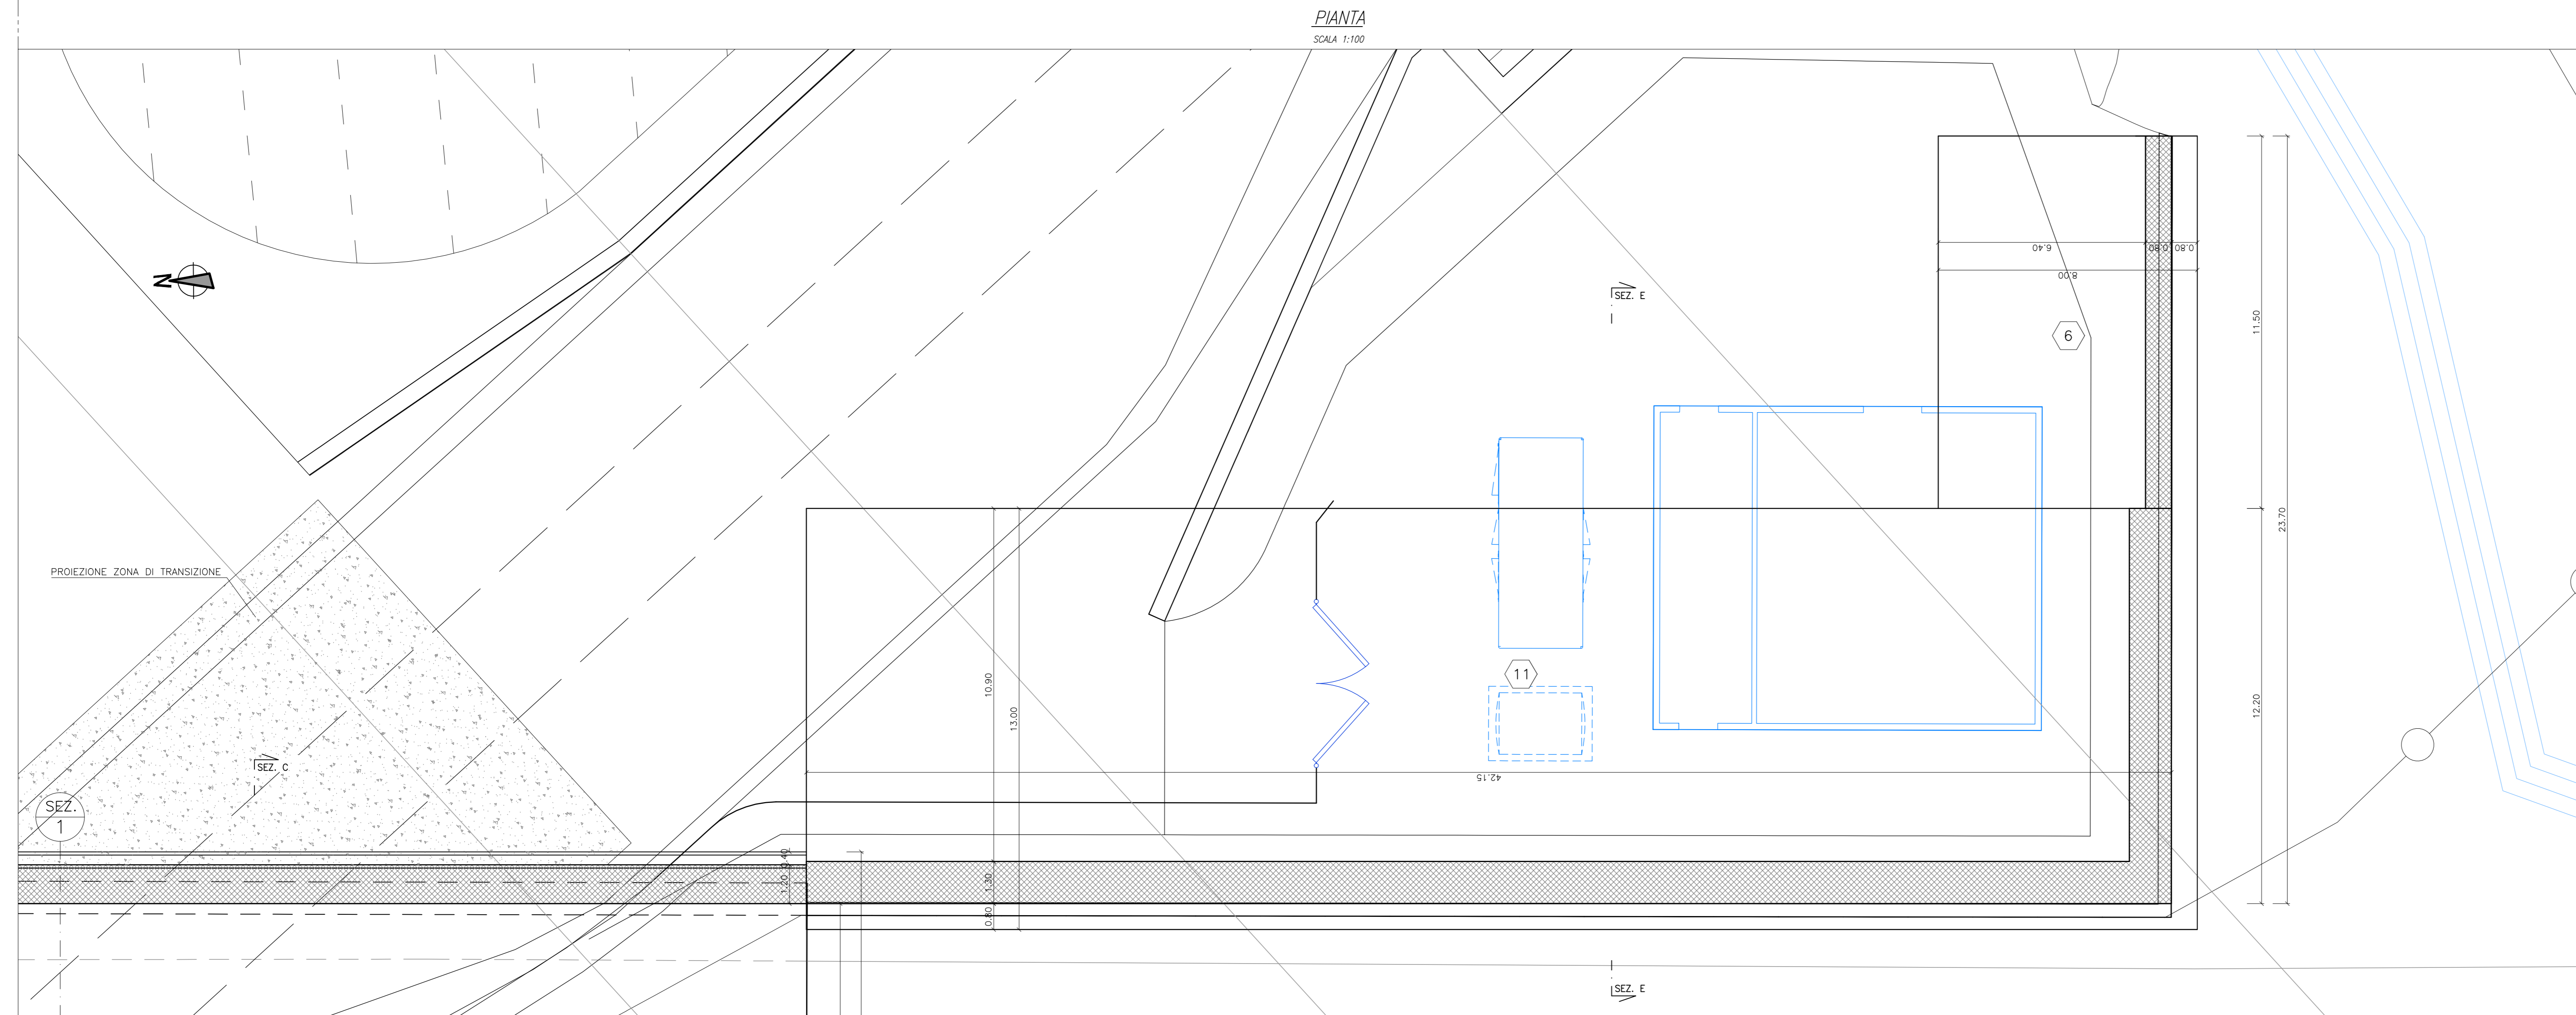 PIANTA
SCALA 1:100
N
6.40
0.80
0.80
8.00
SEZ. E
11.50
6
23.70
PROIEZIONE ZONA DI TRANSIZIONE
11
10.90
13.00
12.20
SEZ. C
42.15
SEZ.
1
0.40
1.20
1.30
0.80
SEZ. E